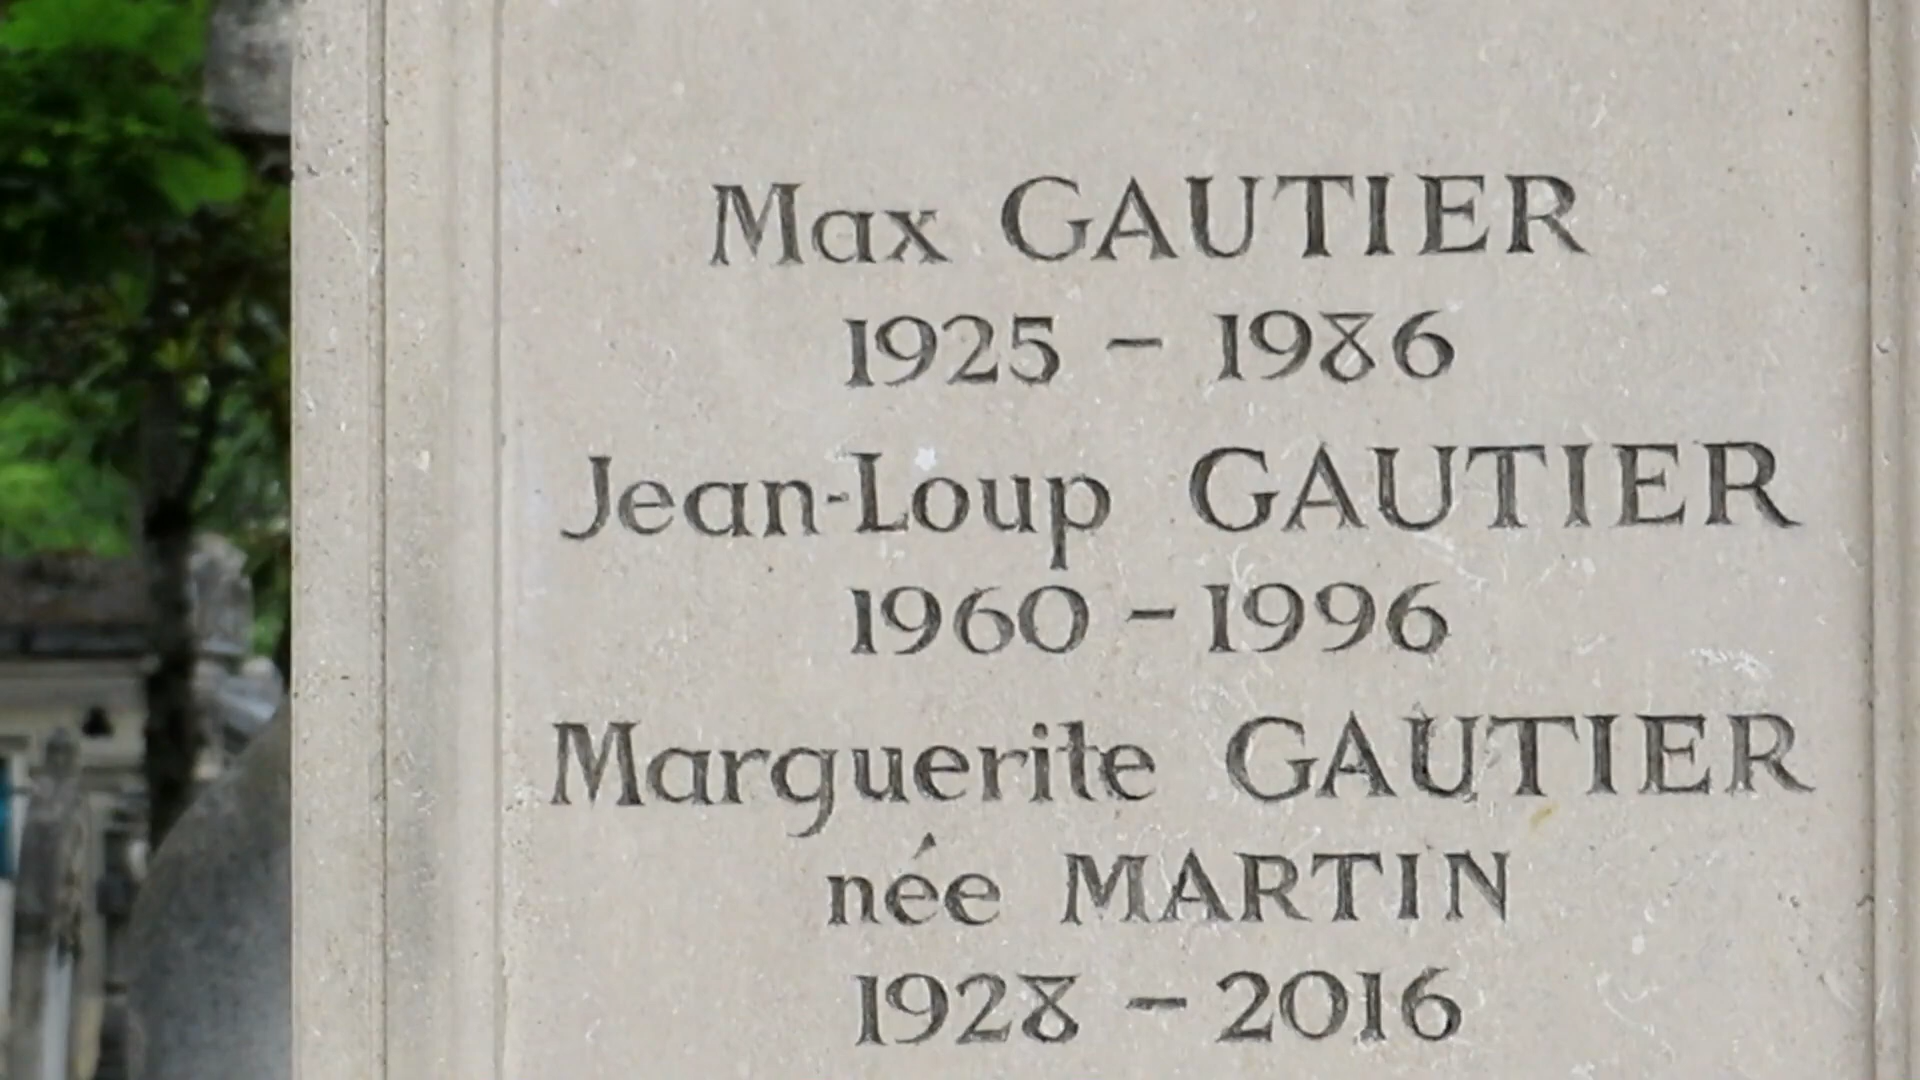 Max GAUTIER
1925 - 1986
Jean-Loup GAUTIER
1960 - 1996
Marguerite GAUTIER
née MARTIN
1928 - 2016